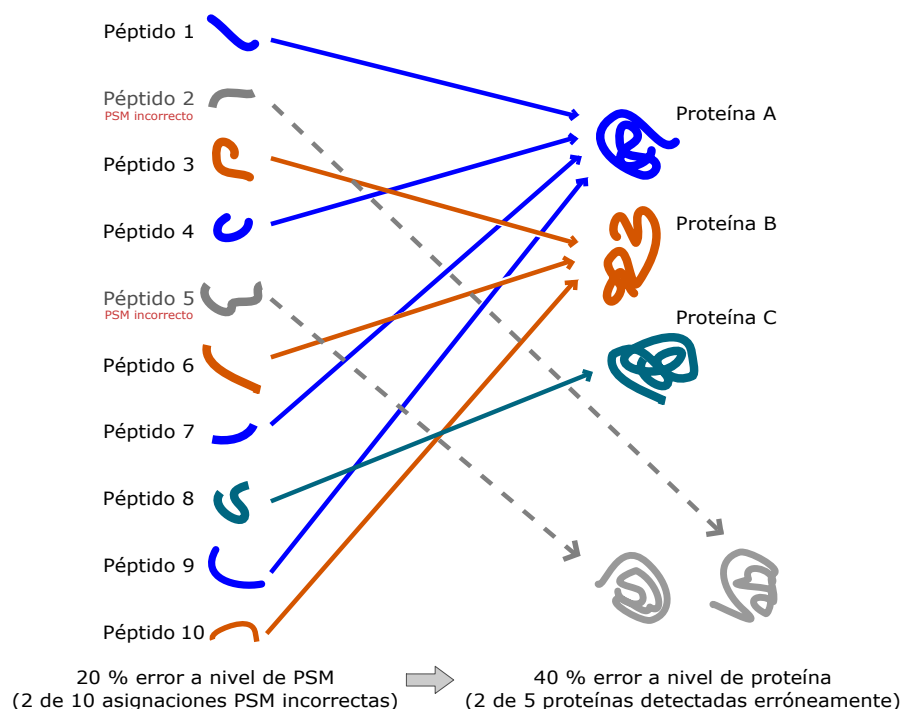 Péptido 1
Péptido 2
PSM incorrecto
Péptido 3
Péptido 4
Péptido 5
PSM incorrecto
Péptido 6
Péptido 7
Péptido 8
Péptido 9
Péptido 10
Proteína A
Proteína B
Proteína C
20 % error a nivel de PSM
(2 de 10 asignaciones PSM incorrectas)
40 % error a nivel de proteína
(2 de 5 proteínas detectadas erróneamente)